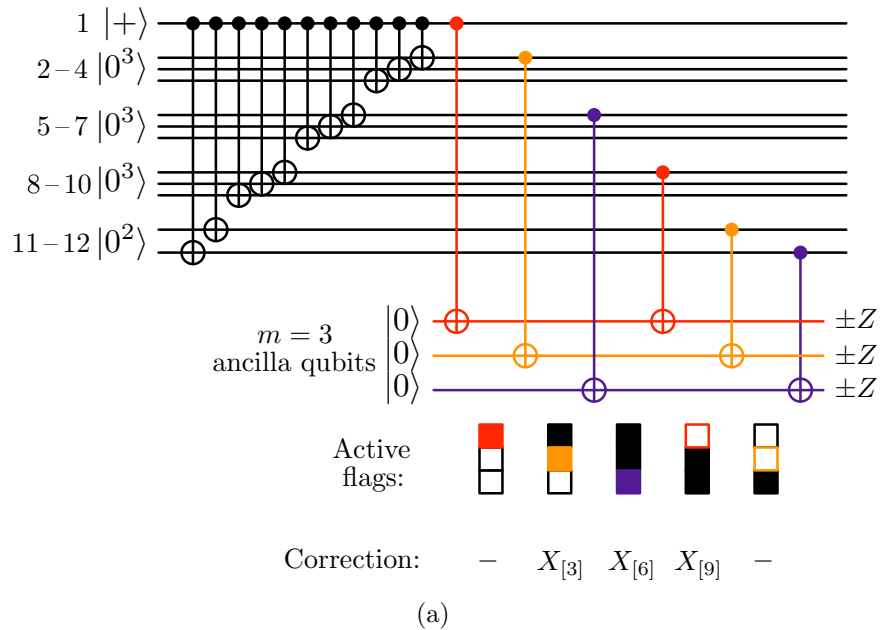 1 |+⟩
2–4 |0³⟩
5–7 |0³⟩
8–10 |0³⟩
11–12 |0²⟩
m = 3
ancilla qubits
|0⟩ ±Z
|0⟩ ±Z
|0⟩ ±Z
Active
flags:
Correction: – X[3] X[6] X[9] –
(a)